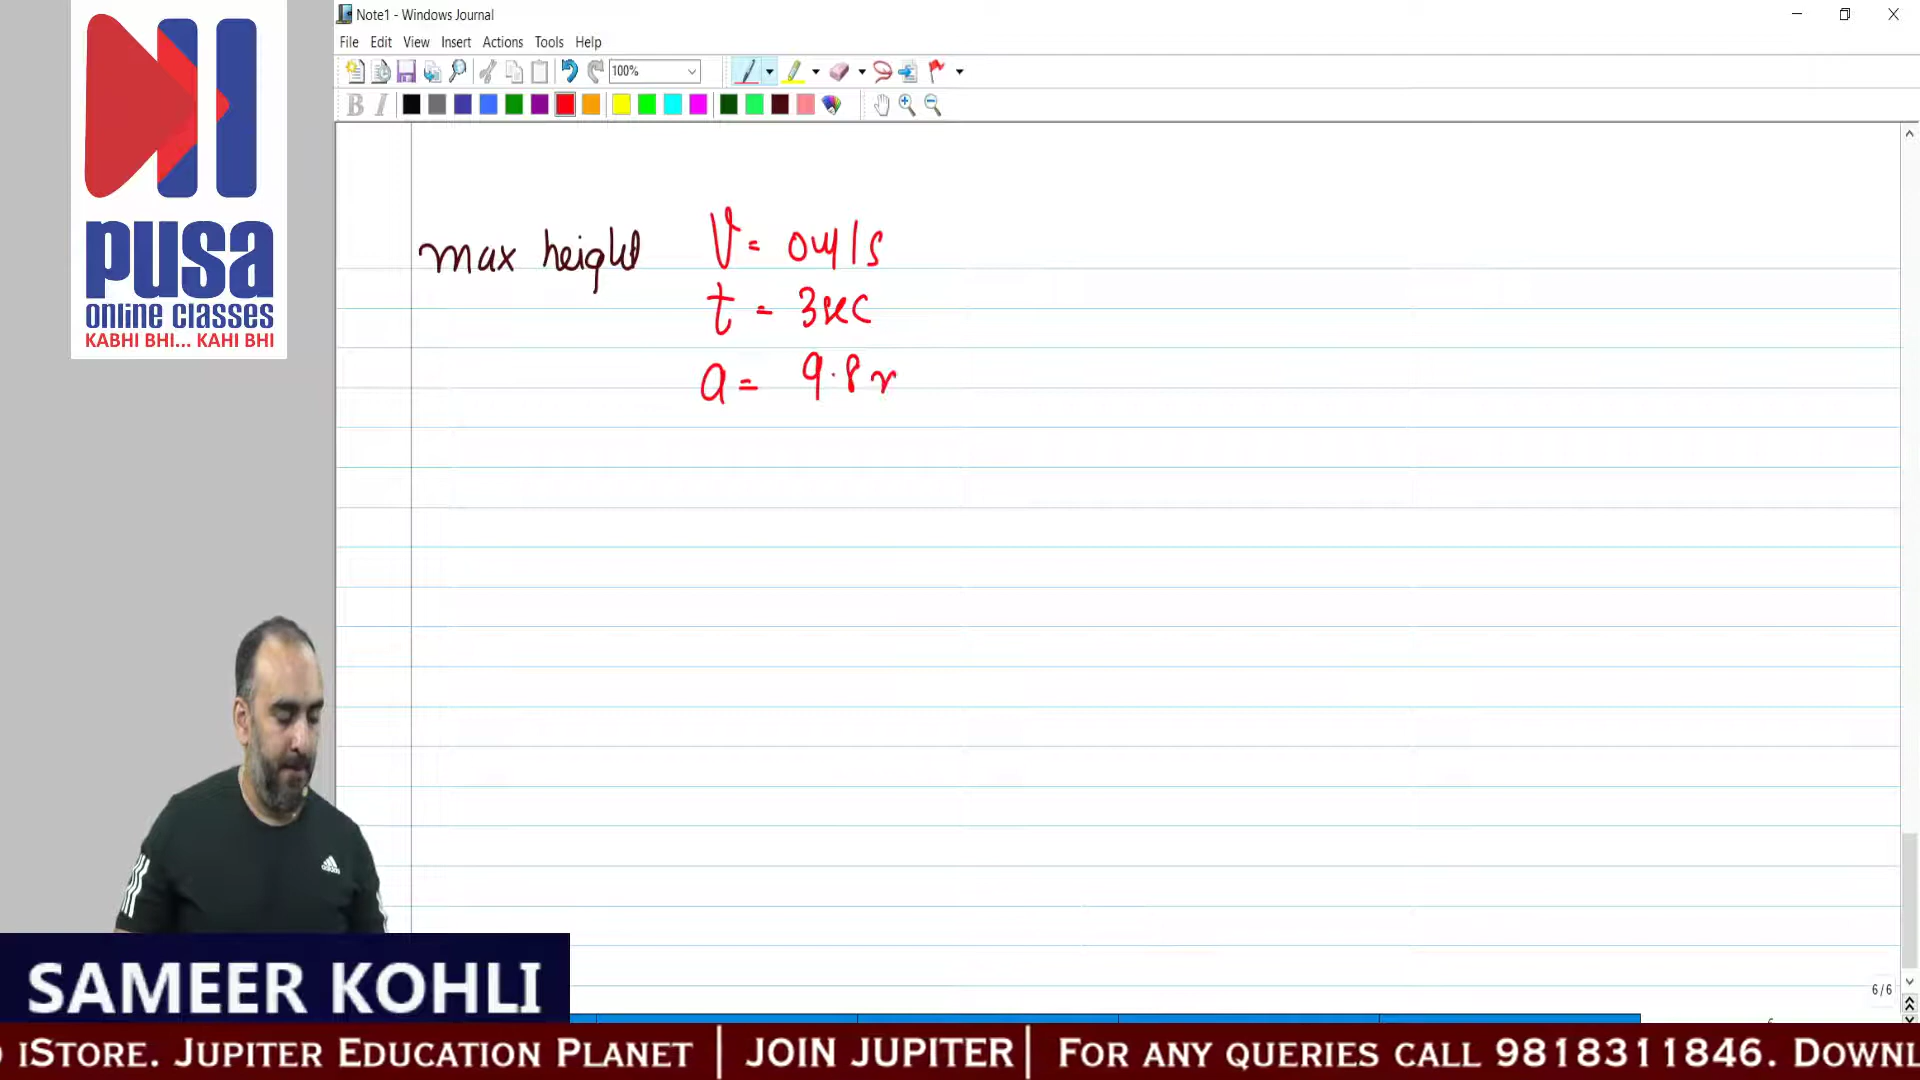 Note1 - Windows Journal
File Edit View Insert Actions Tools Help
100%
B I
PUSA
online classes
KABHI BHI... KAHI BHI
max height V = 0m/s
t = 3sec
a = 9.8
adidas
SAMEER KOHLI
6/6
iStore. Jupiter Education Planet | JOIN JUPITER | For any queries call 9818311846. Downl